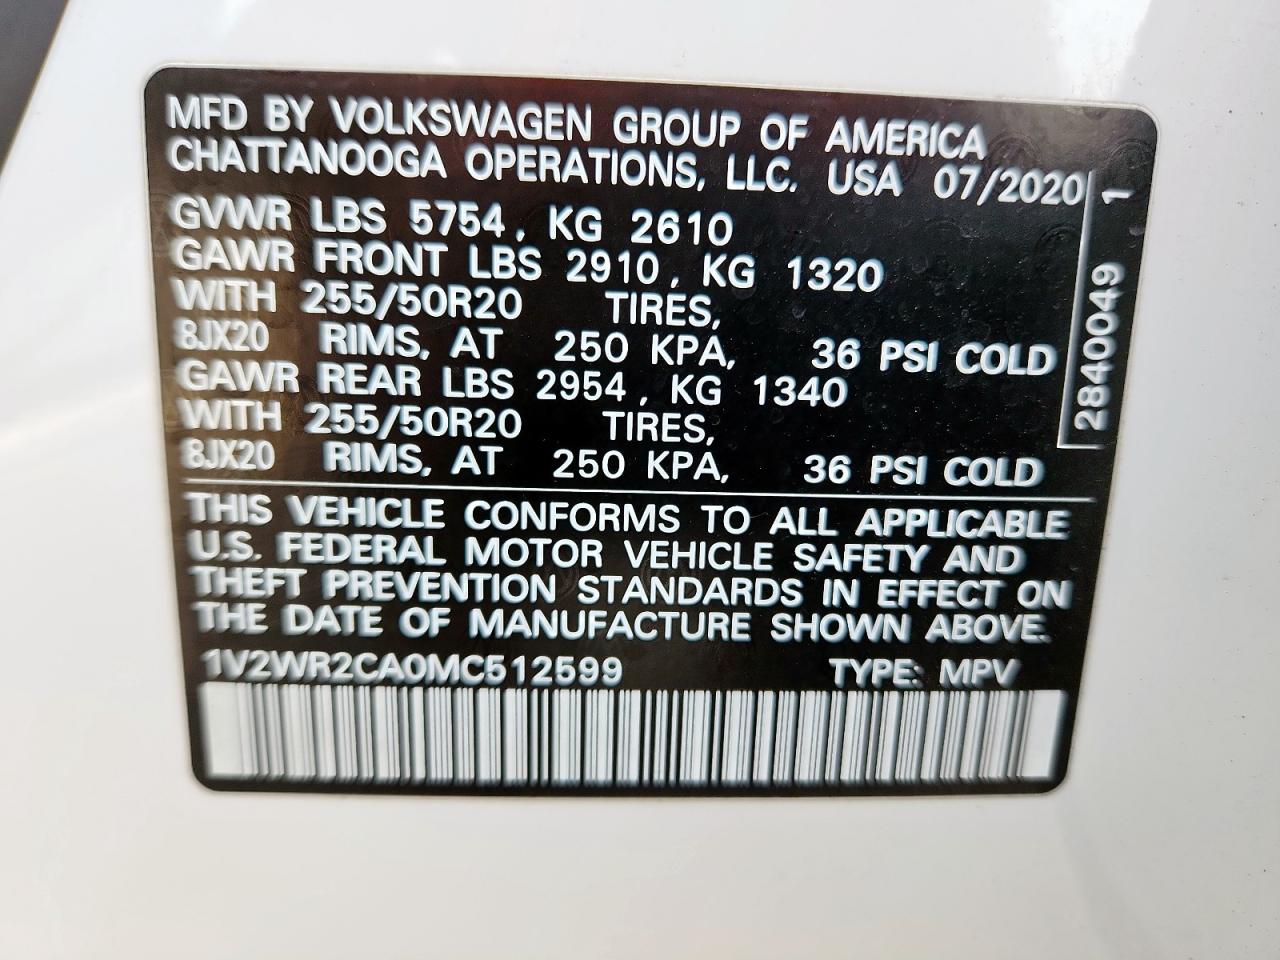 MFD BY VOLKSWAGEN GROUP OF AMERICA
CHATTANOOGA OPERATIONS, LLC. USA 07/2020
GVWR LBS 5754, KG 2610
GAWR FRONT LBS 2910, KG 1320
WITH 255/50R20 TIRES,
8JX20 RIMS, AT 250 KPA, 36 PSI COLD
GAWR REAR LBS 2954, KG 1340
WITH 255/50R20 TIRES,
8JX20 RIMS, AT 250 KPA, 36 PSI COLD
2840049 1
THIS VEHICLE CONFORMS TO ALL APPLICABLE
U.S. FEDERAL MOTOR VEHICLE SAFETY AND
THEFT PREVENTION STANDARDS IN EFFECT ON
THE DATE OF MANUFACTURE SHOWN ABOVE.
1V2WR2CA0MC512599 TYPE: MPV